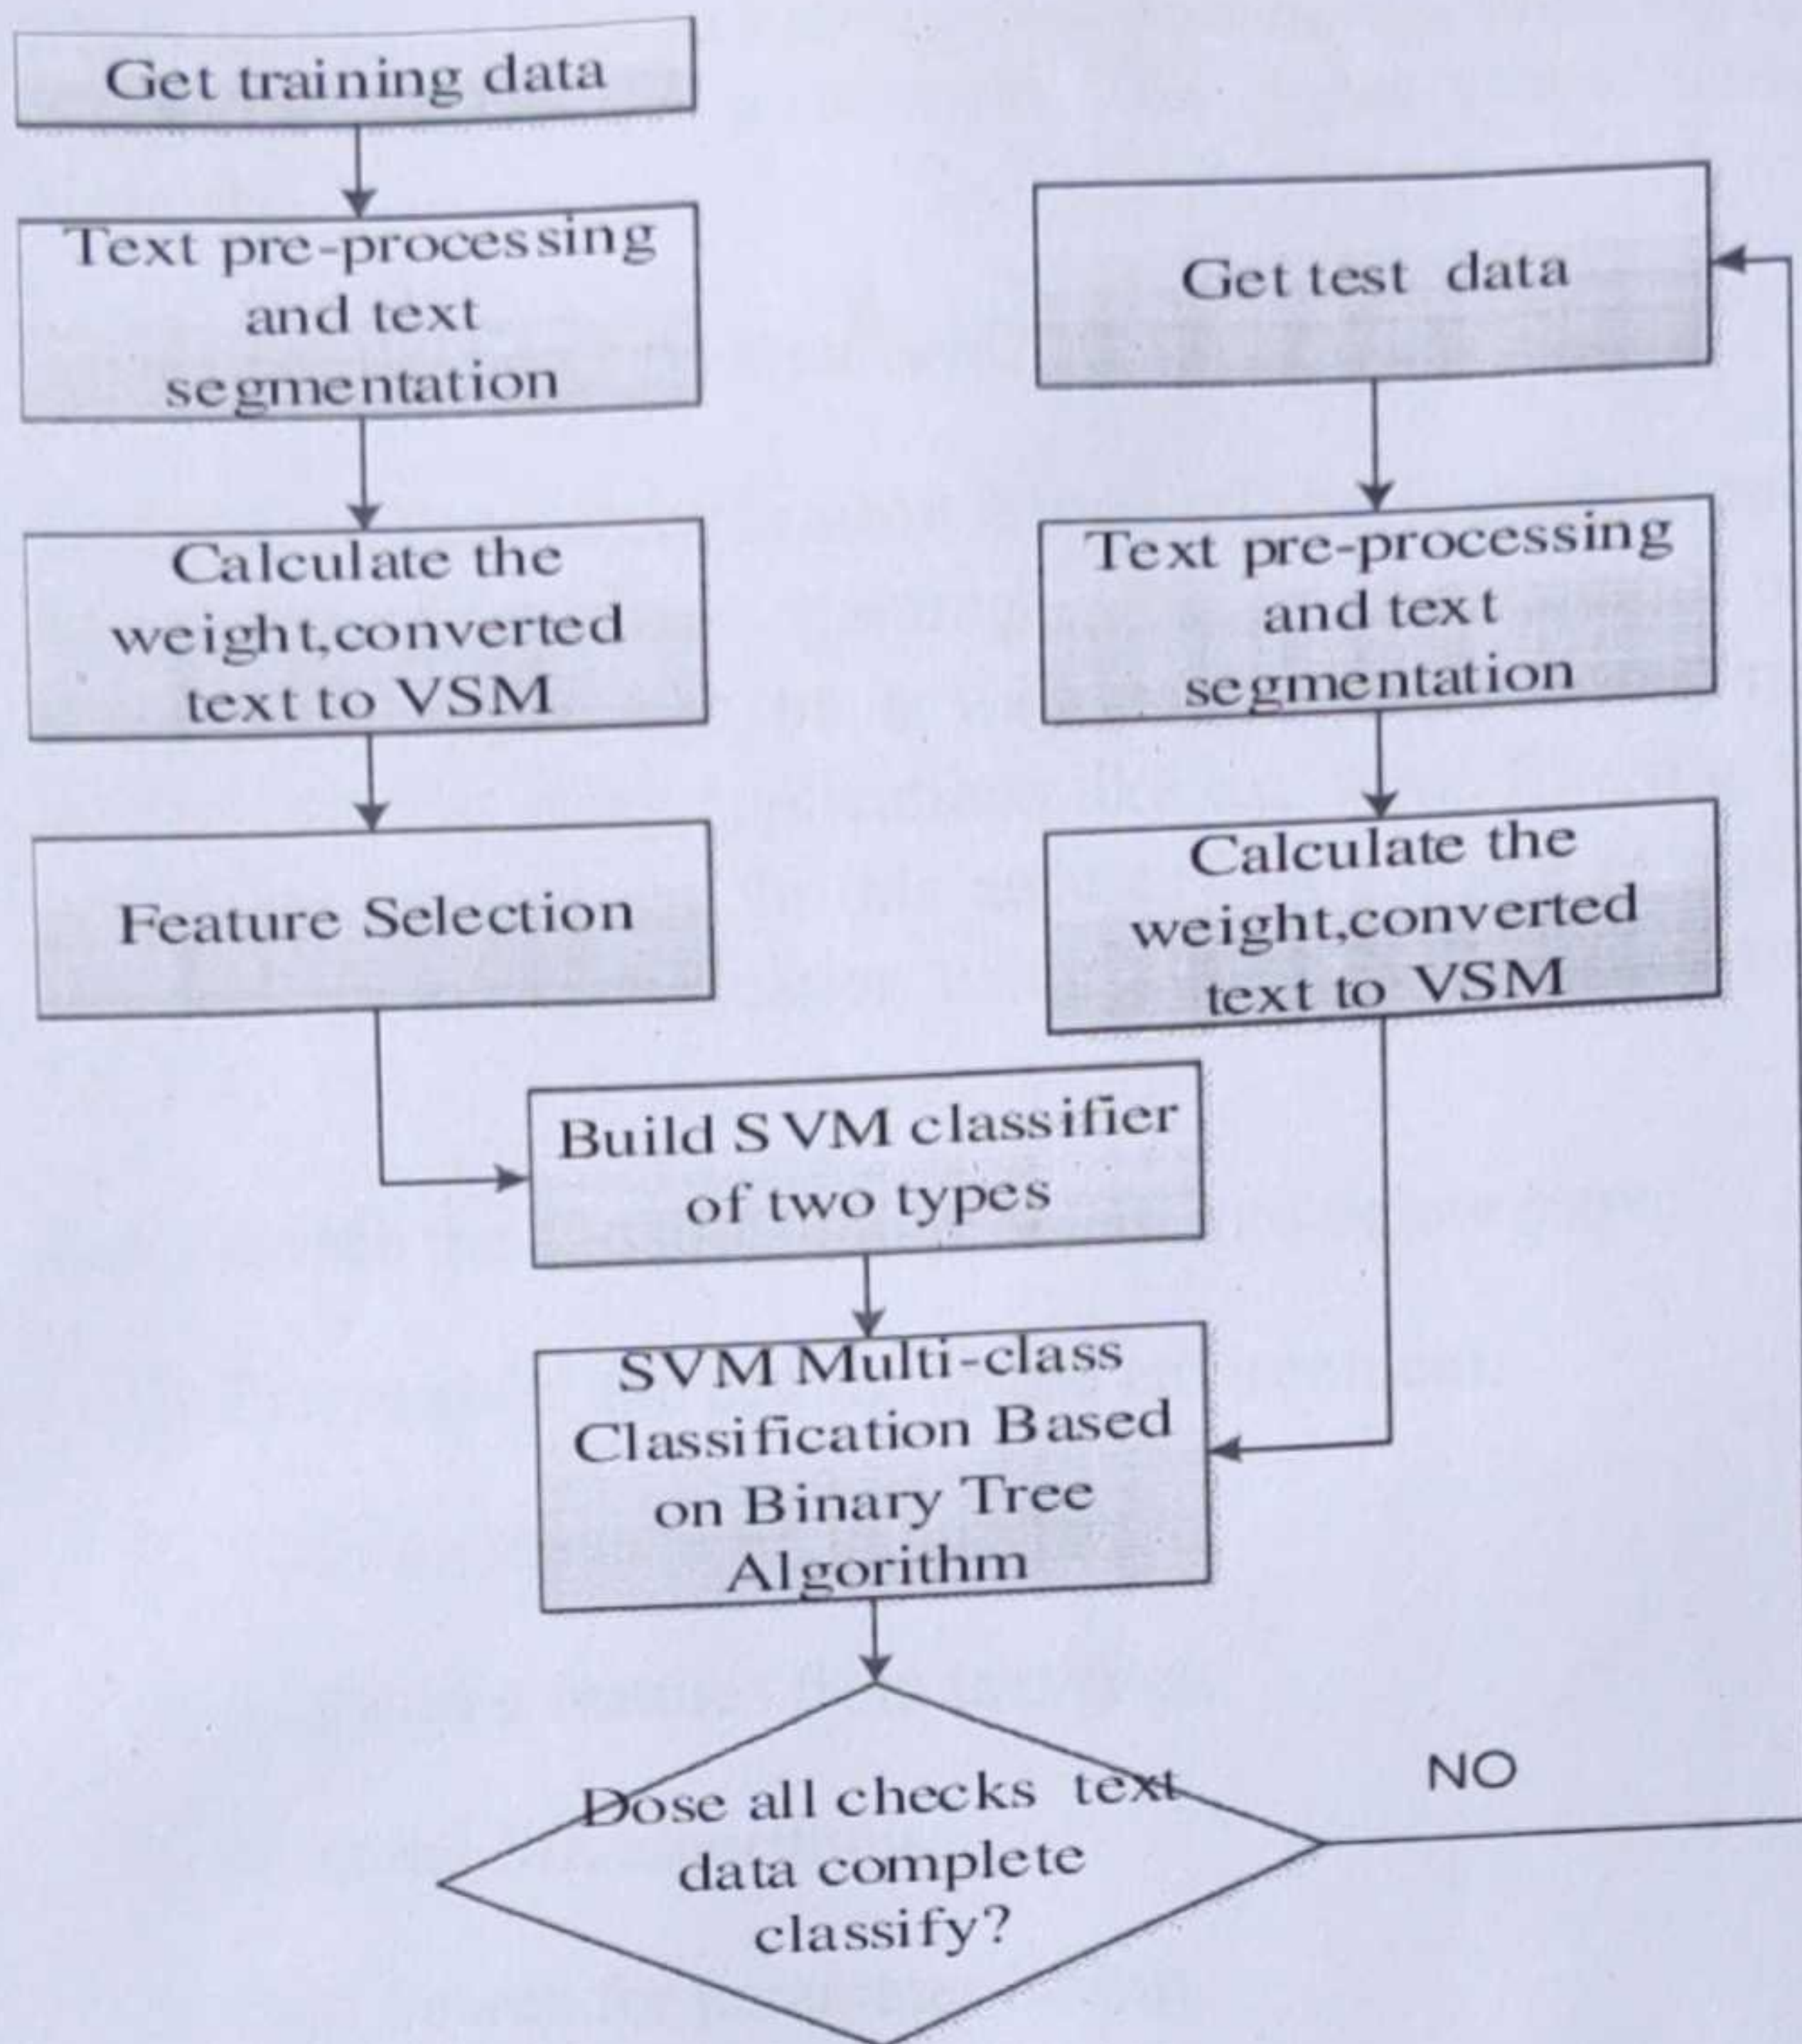 Get training data
Text pre-processing
and text
segmentation
Calculate the
weight,converted
text to VSM
Feature Selection
Get test data
Text pre-processing
and text
segmentation
Calculate the
weight,converted
text to VSM
Build SVM classifier
of two types
SVM Multi-class
Classification Based
on Binary Tree
Algorithm
Dose all checks text
data complete
classify?
NO